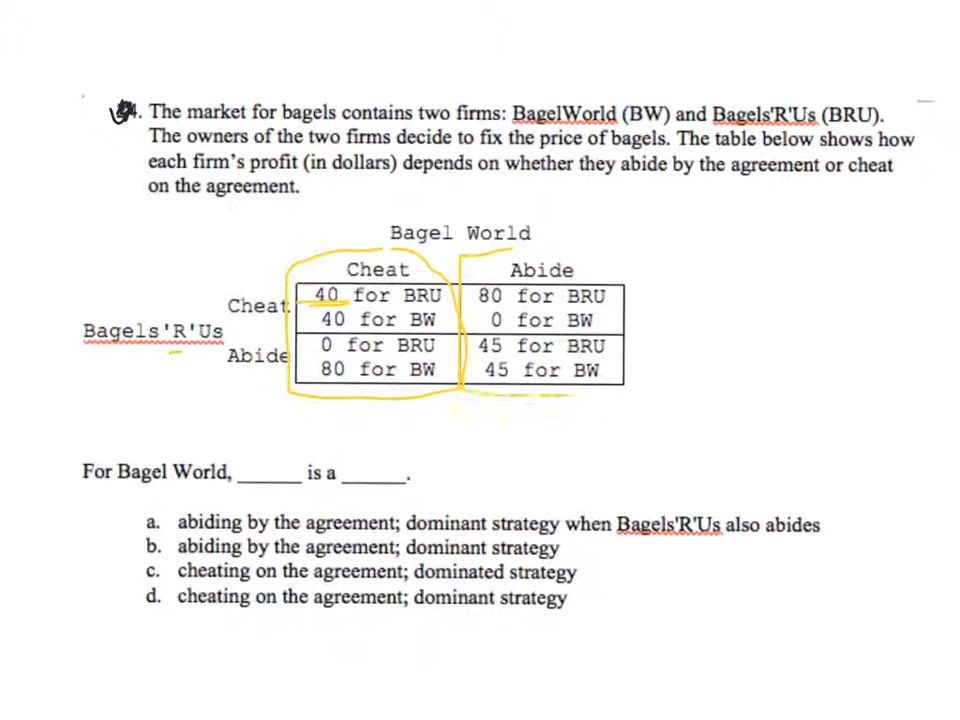 4. The market for bagels contains two firms: BagelWorld (BW) and Bagels'R'Us (BRU).
The owners of the two firms decide to fix the price of bagels. The table below shows how
each firm's profit (in dollars) depends on whether they abide by the agreement or cheat
on the agreement.
Bagel World
Cheat Abide
40 for BRU 80 for BRU
Cheat
40 for BW 0 for BW
Bagels'R'Us
0 for BRU 45 for BRU
Abide
80 for BW 45 for BW
For Bagel World, ______ is a ______.
a. abiding by the agreement; dominant strategy when Bagels'R'Us also abides
b. abiding by the agreement; dominant strategy
c. cheating on the agreement; dominated strategy
d. cheating on the agreement; dominant strategy